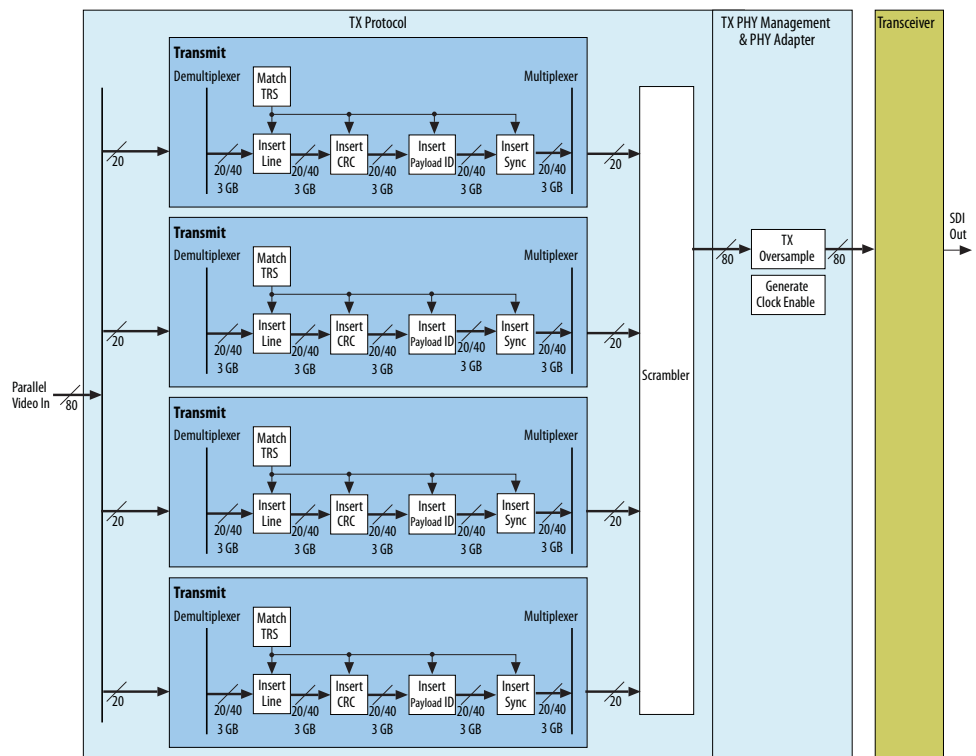 TX Protocol
TX PHY Management
& PHY Adapter
Transceiver
Transmit
Demultiplexer
Multiplexer
Match
TRS
Insert
Line
Insert
CRC
Insert
Payload ID
Insert
Sync
20
20/40
3 GB
20/40
3 GB
20/40
3 GB
20/40
3 GB
20/40
3 GB
20
Transmit
Demultiplexer
Multiplexer
Match
TRS
Insert
Line
Insert
CRC
Insert
Payload ID
Insert
Sync
20
20/40
3 GB
20/40
3 GB
20/40
3 GB
20/40
3 GB
20/40
3 GB
20
Parallel
Video In
80
Transmit
Demultiplexer
Multiplexer
Match
TRS
Insert
Line
Insert
CRC
Insert
Payload ID
Insert
Sync
20
20/40
3 GB
20/40
3 GB
20/40
3 GB
20/40
3 GB
20/40
3 GB
20
Transmit
Demultiplexer
Multiplexer
Match
TRS
Insert
Line
Insert
CRC
Insert
Payload ID
Insert
Sync
20
20/40
3 GB
20/40
3 GB
20/40
3 GB
20/40
3 GB
20/40
3 GB
20
Scrambler
80
TX
Oversample
80
Generate
Clock Enable
SDI
Out